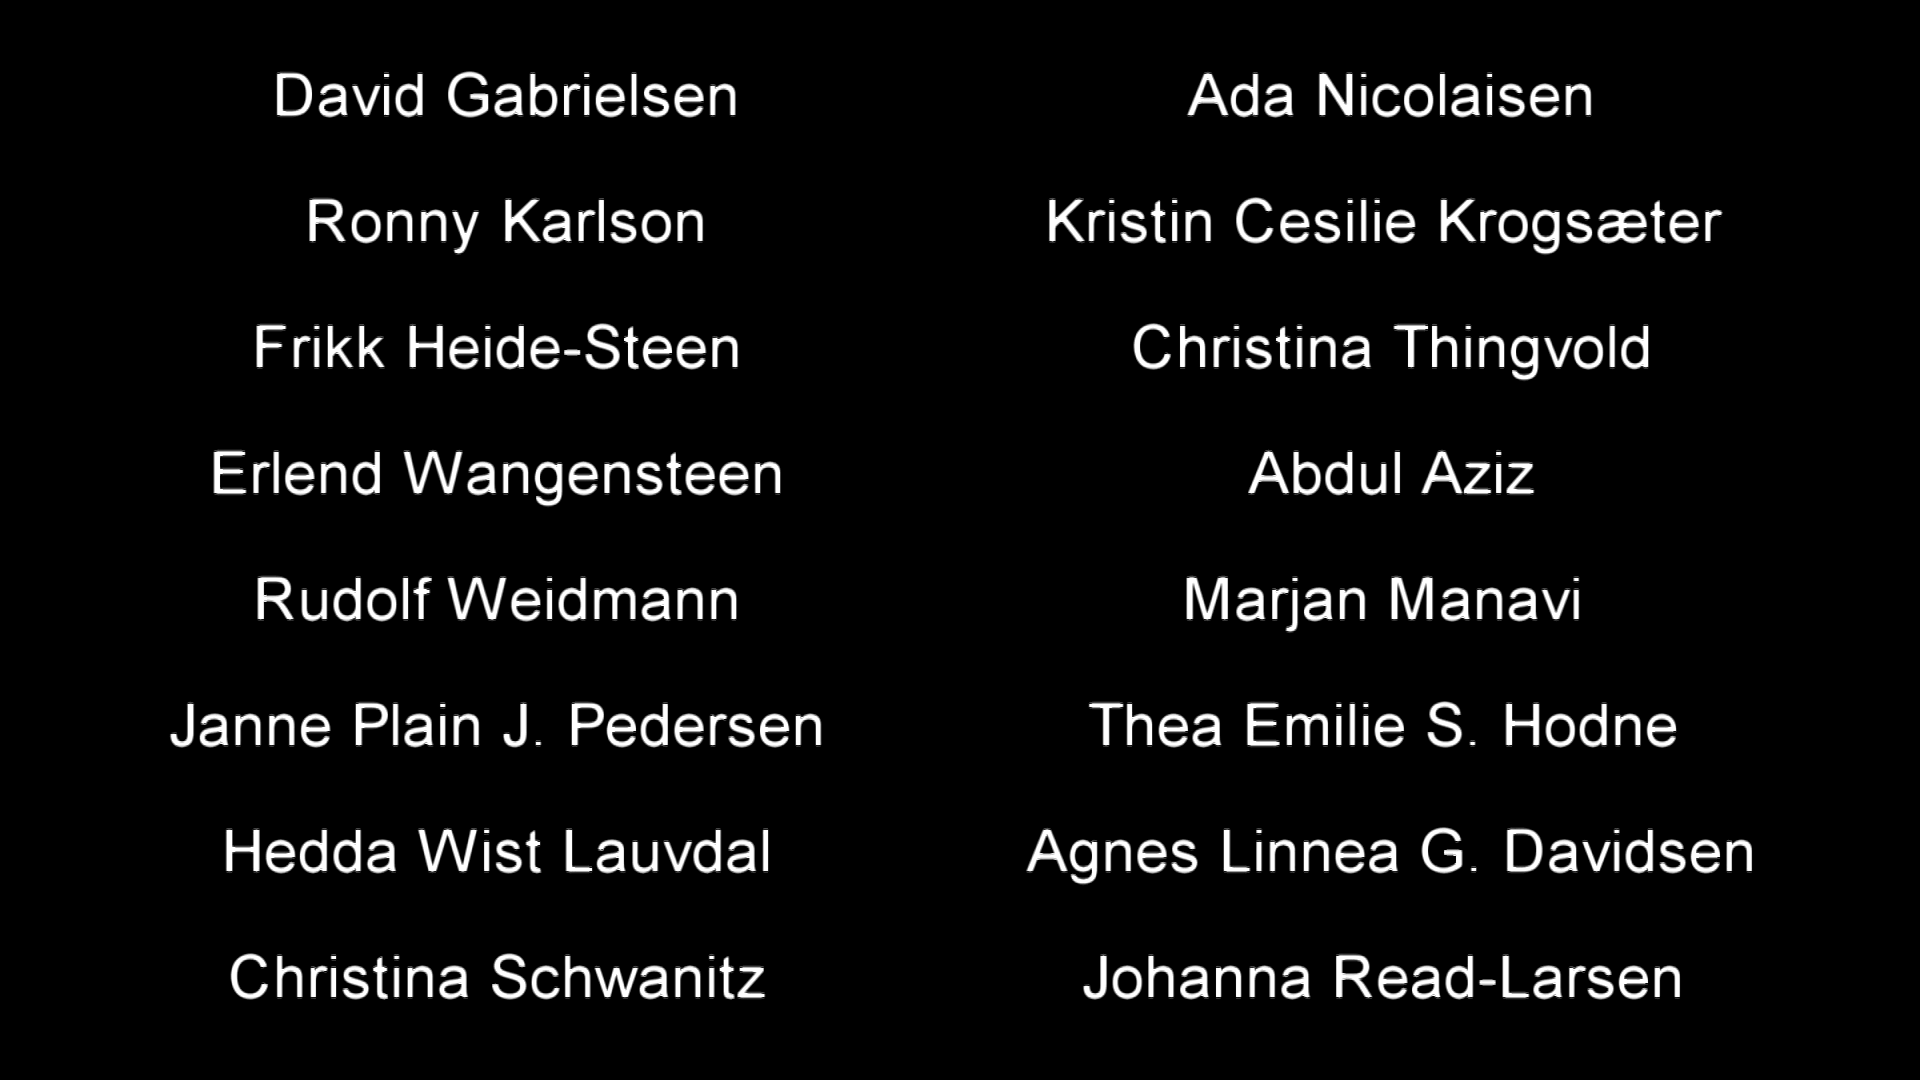 David Gabrielsen
Ronny Karlson
Frikk Heide-Steen
Erlend Wangensteen
Rudolf Weidmann
Janne Plain J. Pedersen
Hedda Wist Lauvdal
Christina Schwanitz
Ada Nicolaisen
Kristin Cesilie Krogsæter
Christina Thingvold
Abdul Aziz
Marjan Manavi
Thea Emilie S. Hodne
Agnes Linnea G. Davidsen
Johanna Read-Larsen